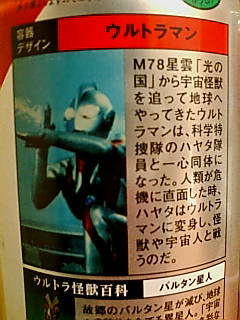 容器
デザイン
ウルトラマン
M78星雲「光の
国」から宇宙怪獣
を追って地球へ
やってきたウルト
ラマンは、科学特
捜隊のハヤタ隊
員と一心同体に
なった。人類が危
機に直面した時、
ハヤタはウルトラ
マンに変身し、怪
獣や宇宙人と戦
うのだ。
ウルトラ怪獣百科
バルタン星人
故郷のバルタン星が滅び、地球